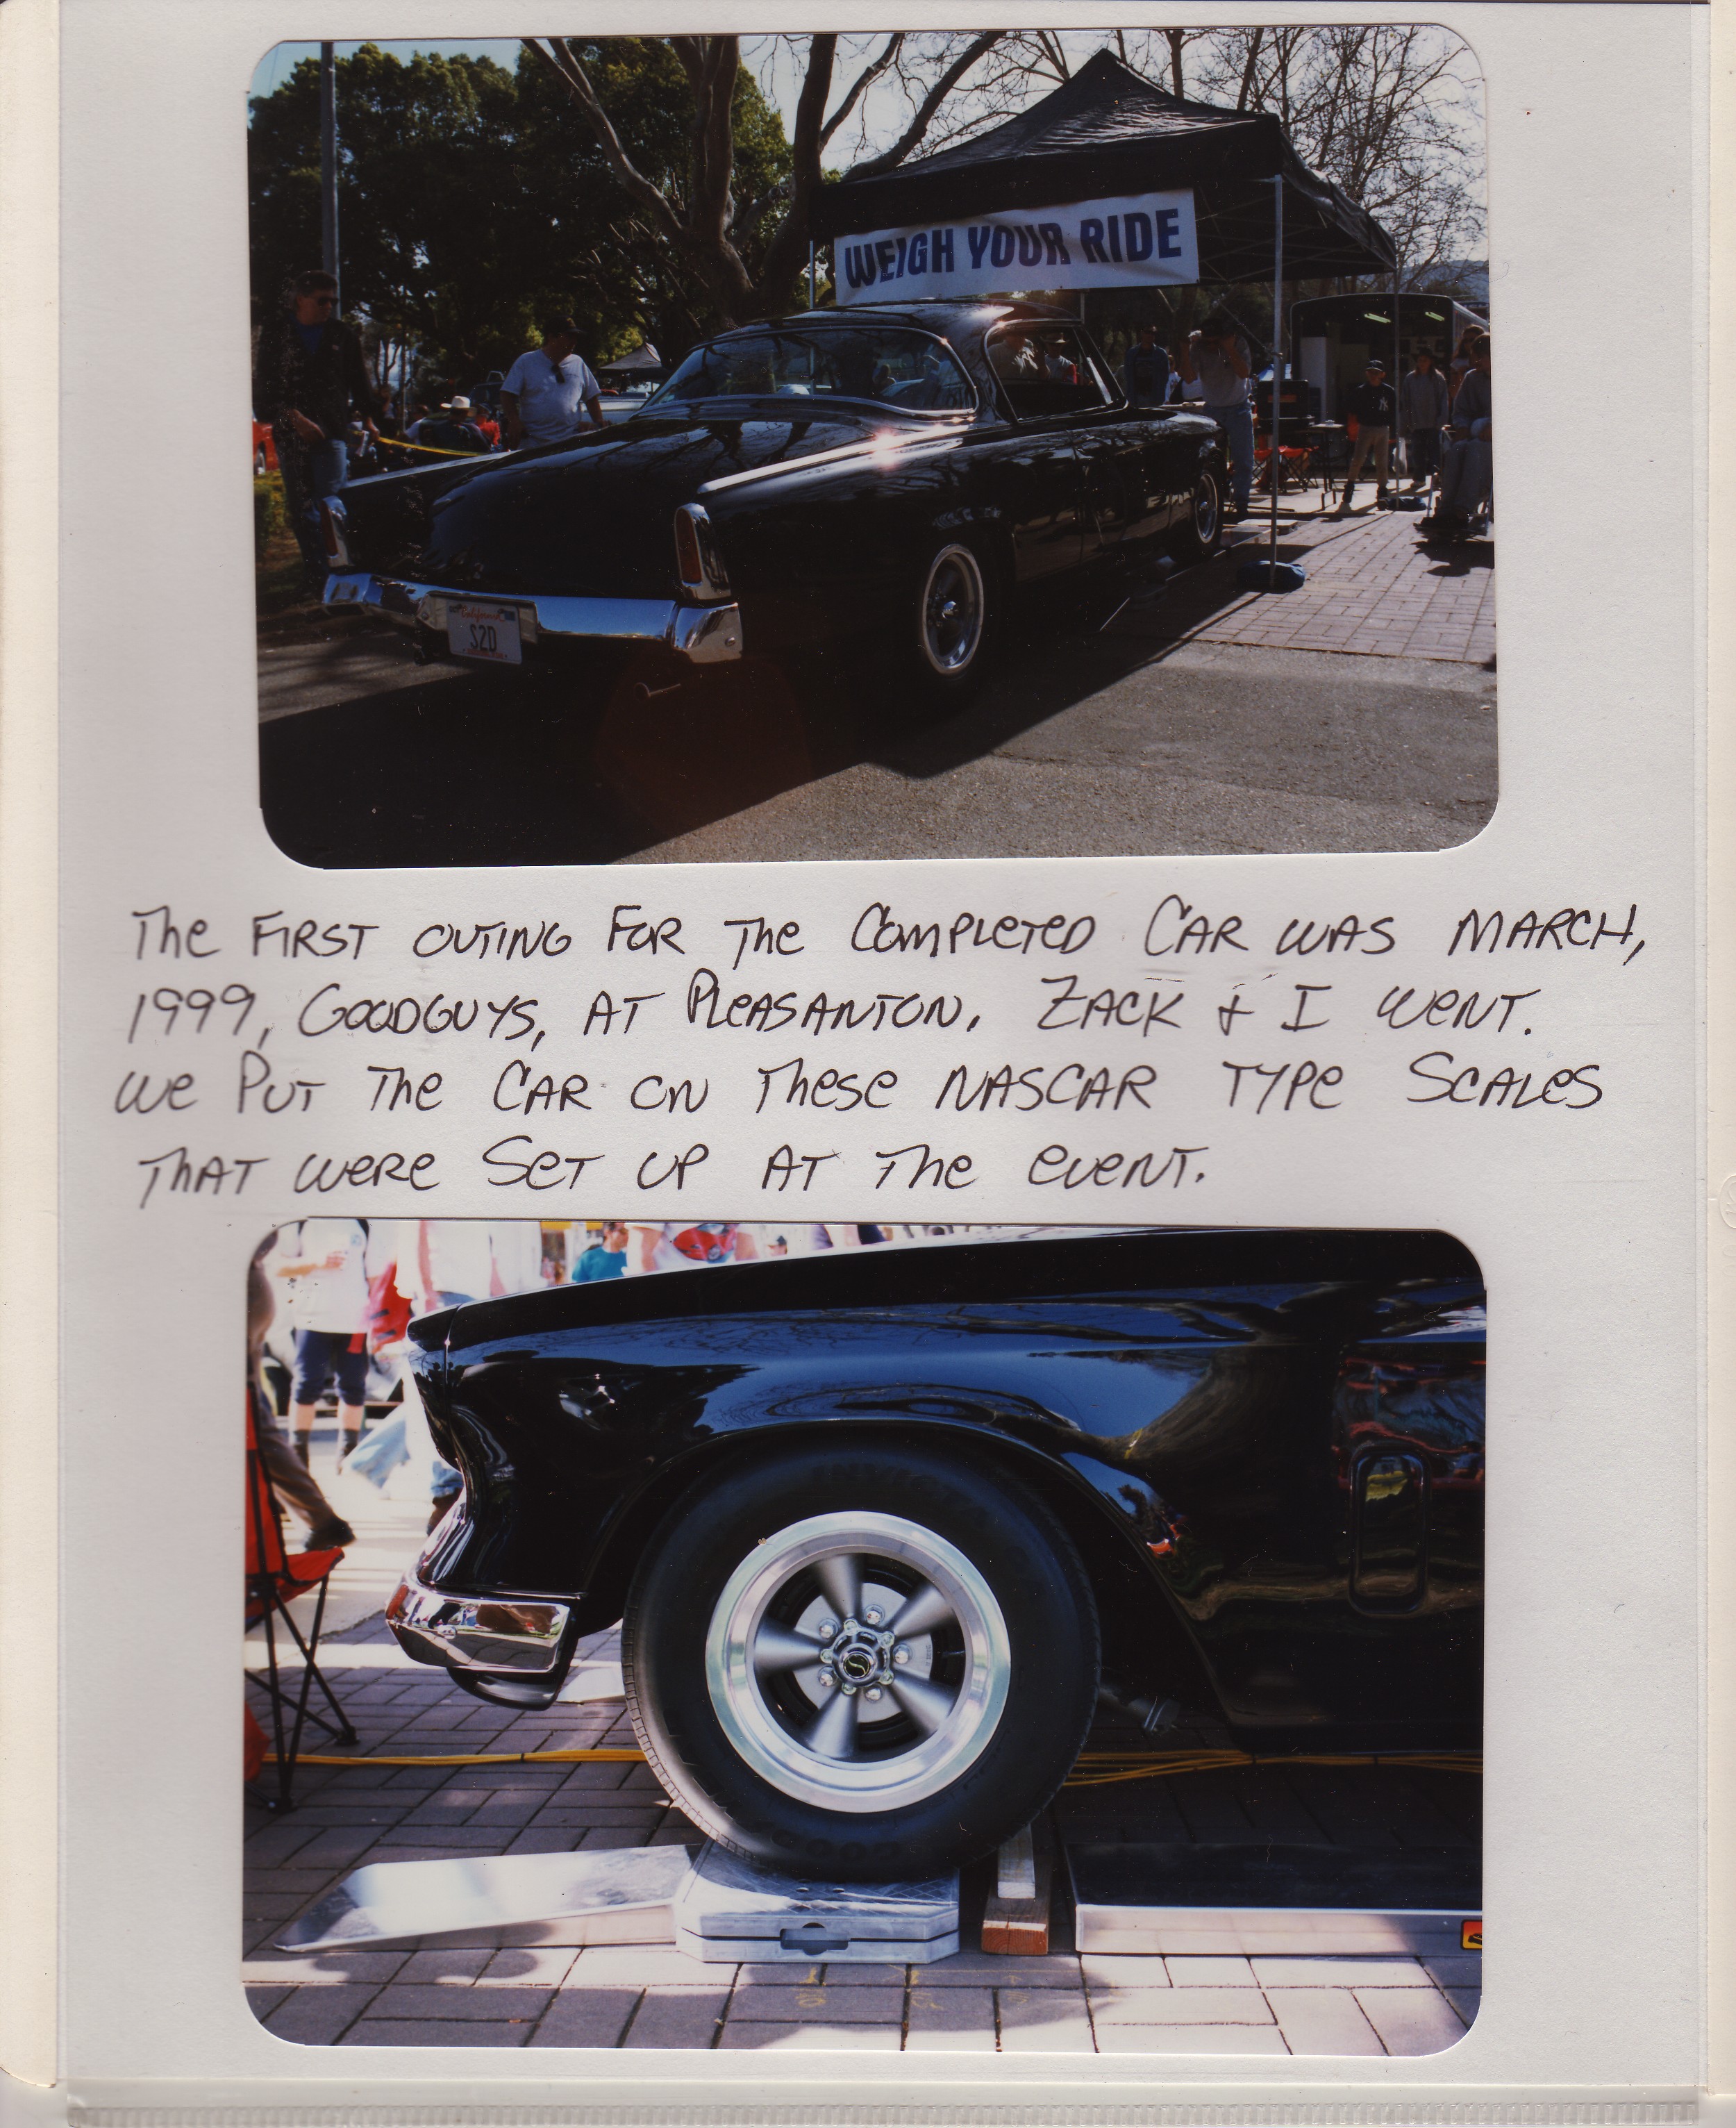 WEIGH YOUR RIDE
California
S2D
The FIRST OUTING FOR The COMPLETED CAR WAS MARCH,
1999, GOODGUYS, AT PLEASANTON, ZACK & I WENT.
We PUT The CAR ON These NASCAR TYPE SCALES
THAT WERE SET UP AT The EVENT.